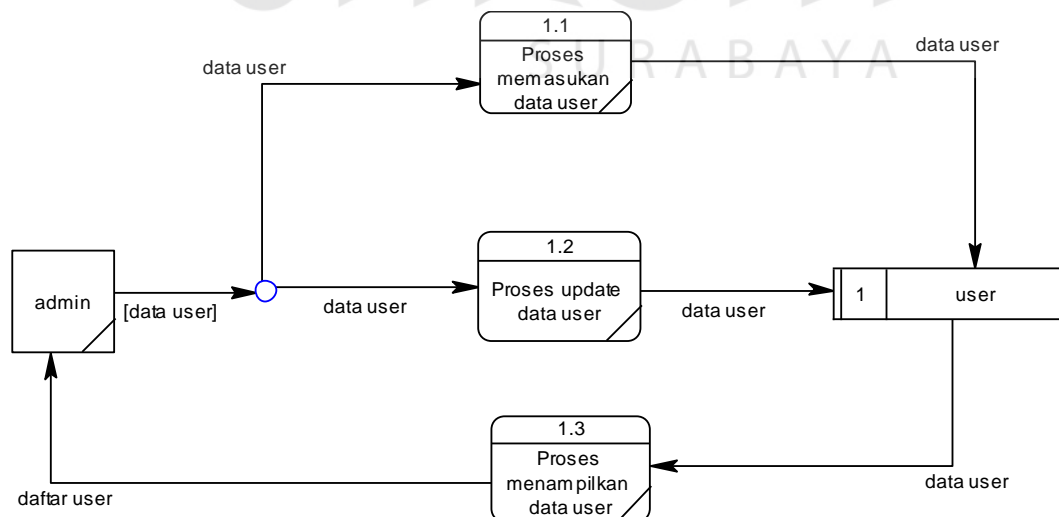 SURABAYA
1.1
Proses
memasukan
data user
data user
data user
1.2
Proses update
data user
admin
[data user]
data user
data user
1
user
1.3
Proses
menampilkan
data user
daftar user
data user